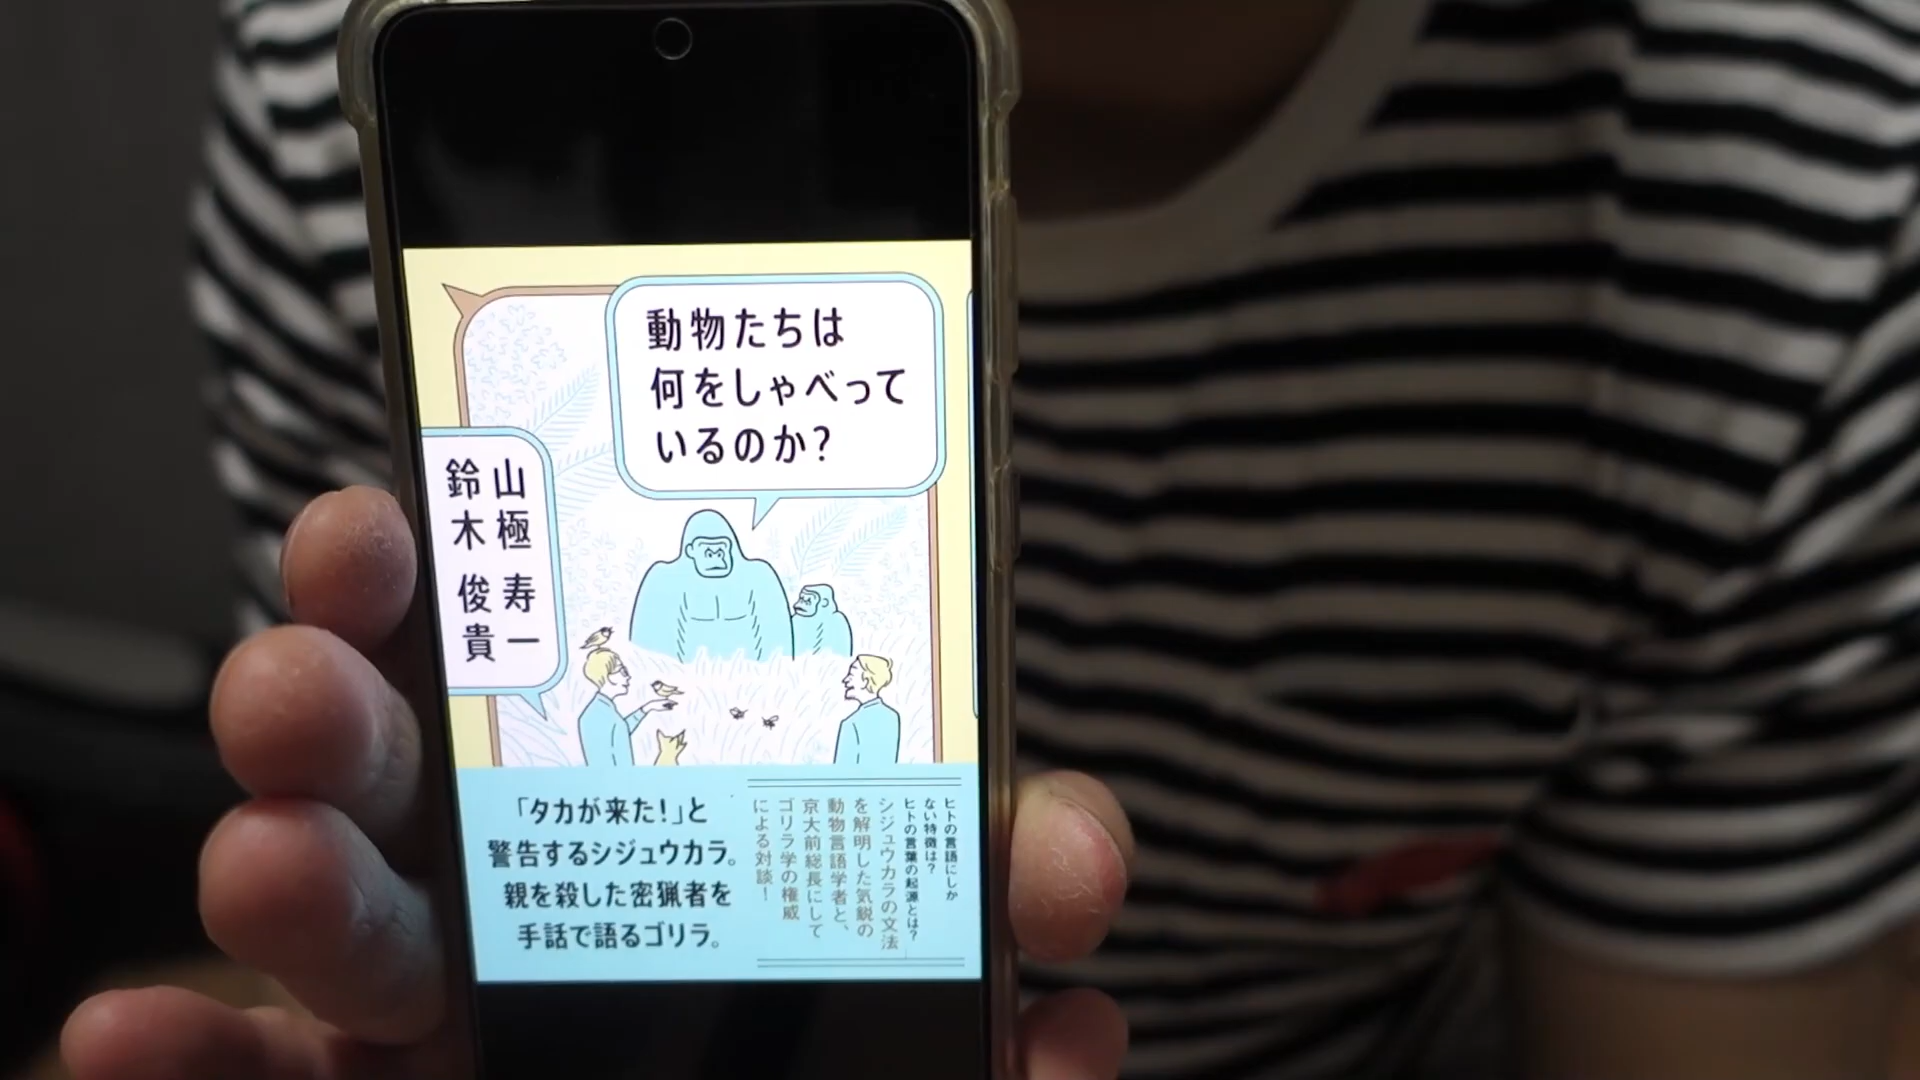 動物たちは
何をしゃべって
いるのか?
山極 寿一
鈴木 俊貴
「タカが来た!」と
警告するシジュウカラ。
親を殺した密猟者を
手話で語るゴリラ。
ヒトの言語にしか
ない特徴は?
ヒトの言葉の起源とは?
シジュウカラの文法
を解明した気鋭の
動物言語学者と、
京大前総長にして
ゴリラ学の権威
による対談!